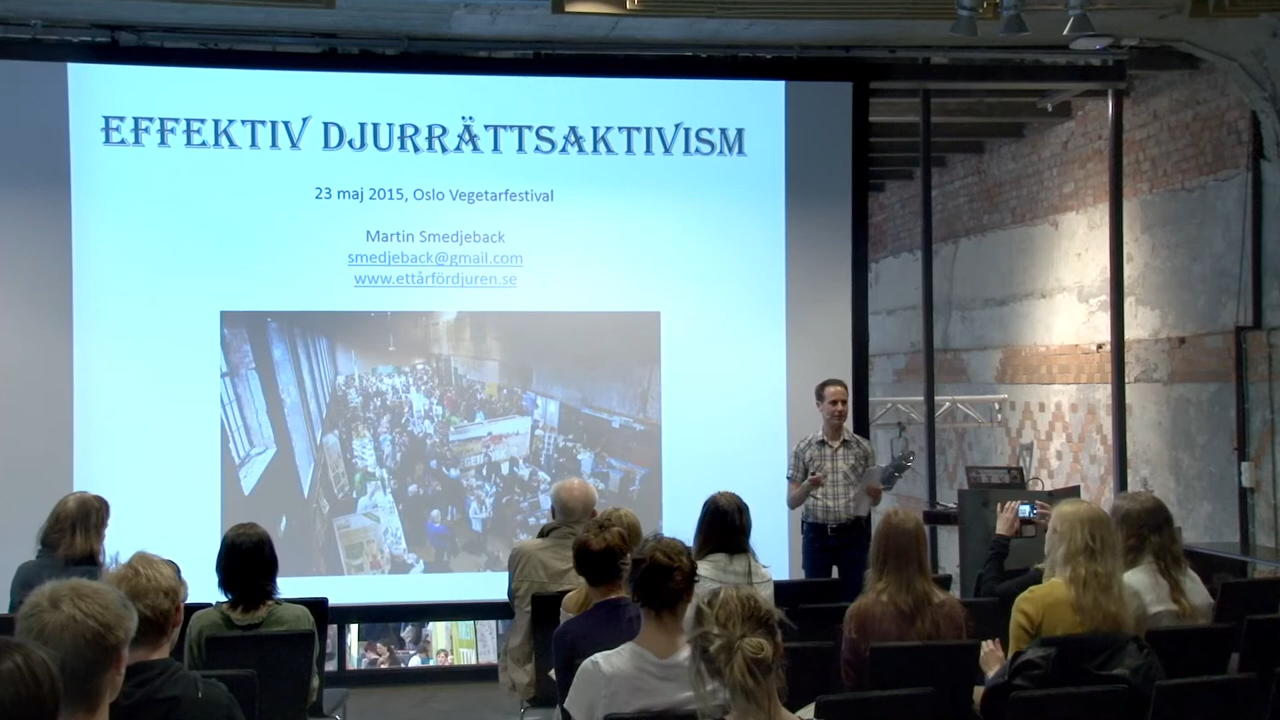 EFFEKTIV DJURRÄTTSAKTIVISM
23 maj 2015, Oslo Vegetarfestival
Martin Smedjeback
smedjeback@gmail.com
www.ettårfördjuren.se